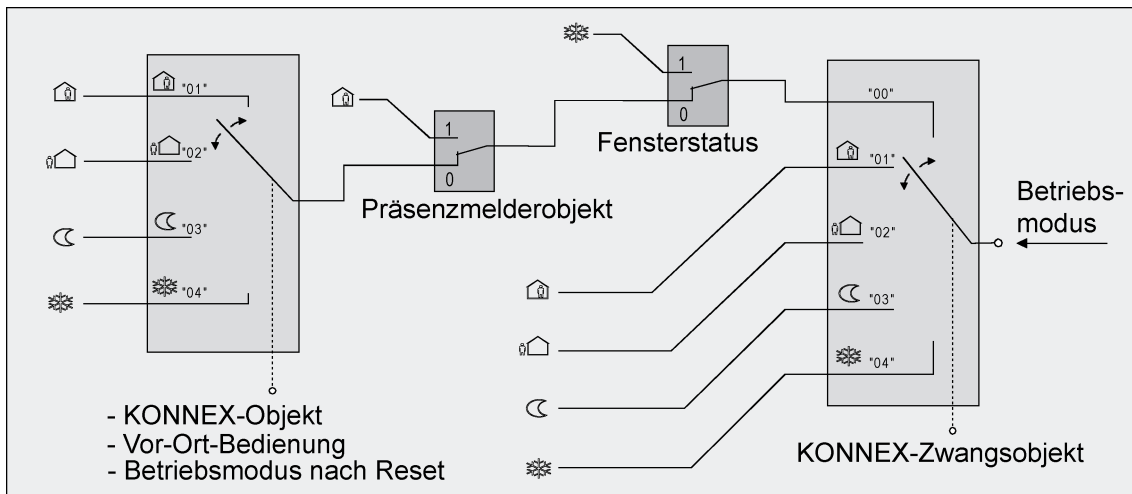 "01"
"02"
"03"
"04"
- KONNEX-Objekt
- Vor-Ort-Bedienung
- Betriebsmodus nach Reset
1
0
Präsenzmelderobjekt
1
0
Fensterstatus
"00"
"01"
"02"
"03"
"04"
KONNEX-Zwangsobjekt
Betriebs-
modus